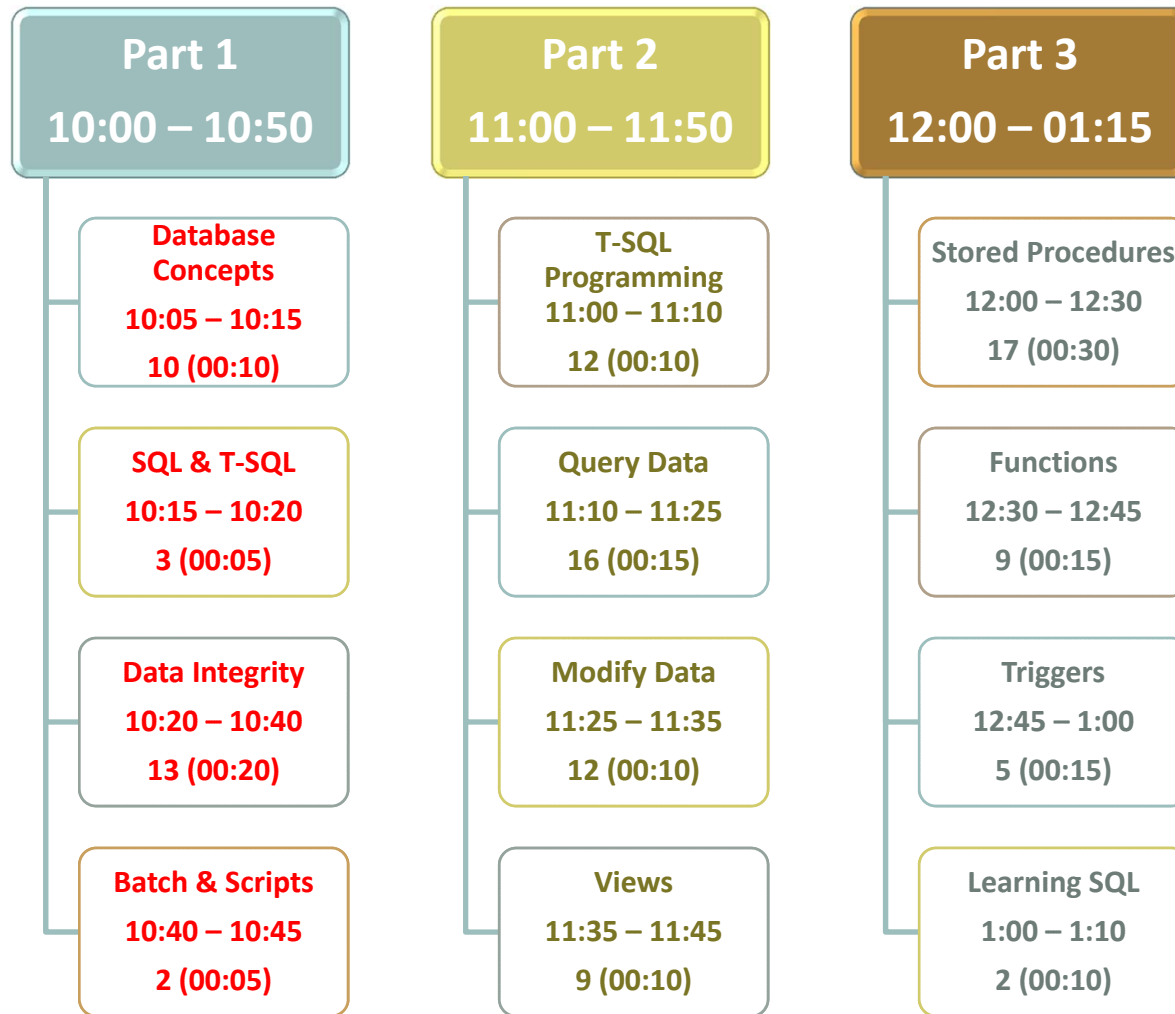 Part 1
10:00 – 10:50
Database
Concepts
10:05 – 10:15
10 (00:10)
SQL & T-SQL
10:15 – 10:20
3 (00:05)
Data Integrity
10:20 – 10:40
13 (00:20)
Batch & Scripts
10:40 – 10:45
2 (00:05)
Part 2
11:00 – 11:50
T-SQL
Programming
11:00 – 11:10
12 (00:10)
Query Data
11:10 – 11:25
16 (00:15)
Modify Data
11:25 – 11:35
12 (00:10)
Views
11:35 – 11:45
9 (00:10)
Part 3
12:00 – 01:15
Stored Procedures
12:00 – 12:30
17 (00:30)
Functions
12:30 – 12:45
9 (00:15)
Triggers
12:45 – 1:00
5 (00:15)
Learning SQL
1:00 – 1:10
2 (00:10)